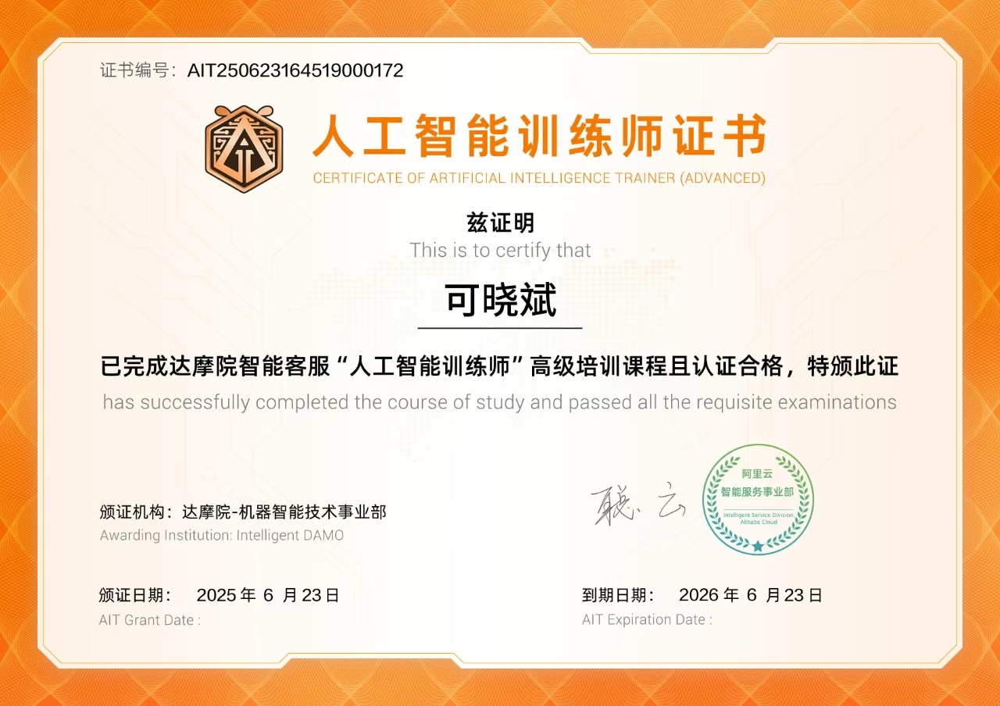 证书编号：AIT250623164519000172
人工智能训练师证书
CERTIFICATE OF ARTIFICIAL INTELLIGENCE TRAINER (ADVANCED)
兹证明
This is to certify that
可晓斌
已完成达摩院智能客服“人工智能训练师”高级培训课程且认证合格，特颁此证
has successfully completed the course of study and passed all the requisite examinations
聪云
阿里云
智能服务事业部
Intelligent Service Division,
Alibaba Cloud
颁证机构：达摩院-机器智能技术事业部
Awarding Institution: Intelligent DAMO
颁证日期： 2025 年 6 月 23 日
AIT Grant Date :
到期日期： 2026 年 6 月 23 日
AIT Expiration Date :